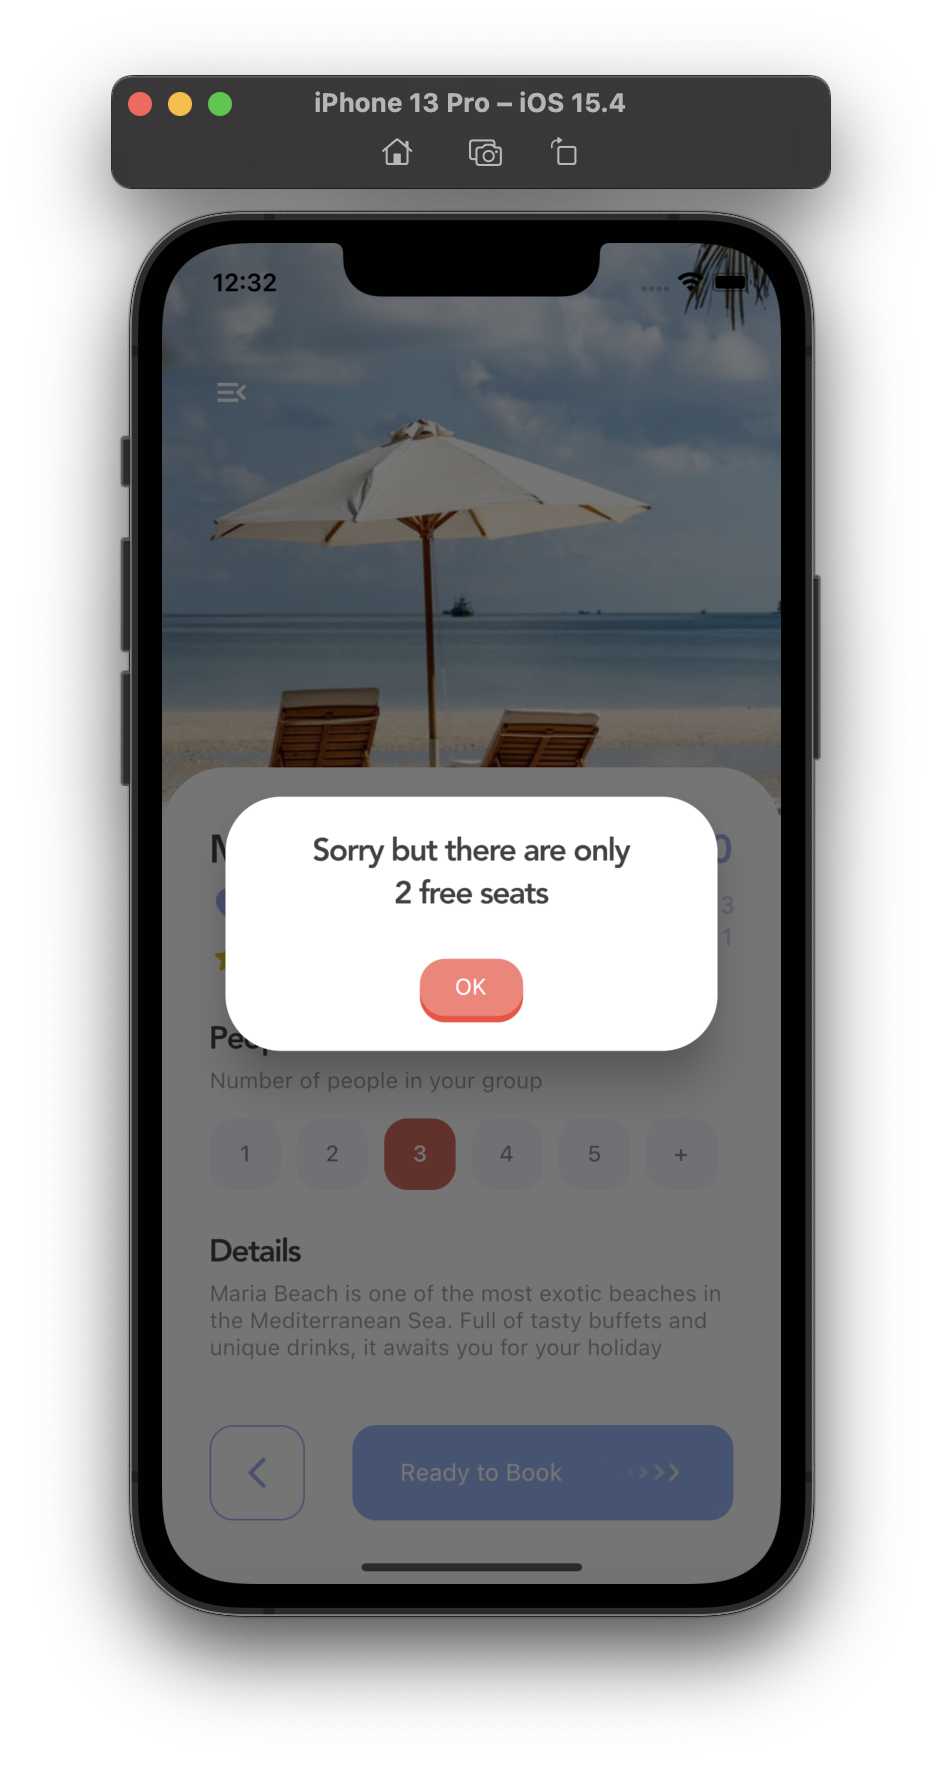 iPhone 13 Pro – iOS 15.4
12:32
Sorry but there are only
2 free seats
OK
3
1
Number of people in your group
1 2 3 4 5 +
Details
Maria Beach is one of the most exotic beaches in
the Mediterranean Sea. Full of tasty buffets and
unique drinks, it awaits you for your holiday
Ready to Book